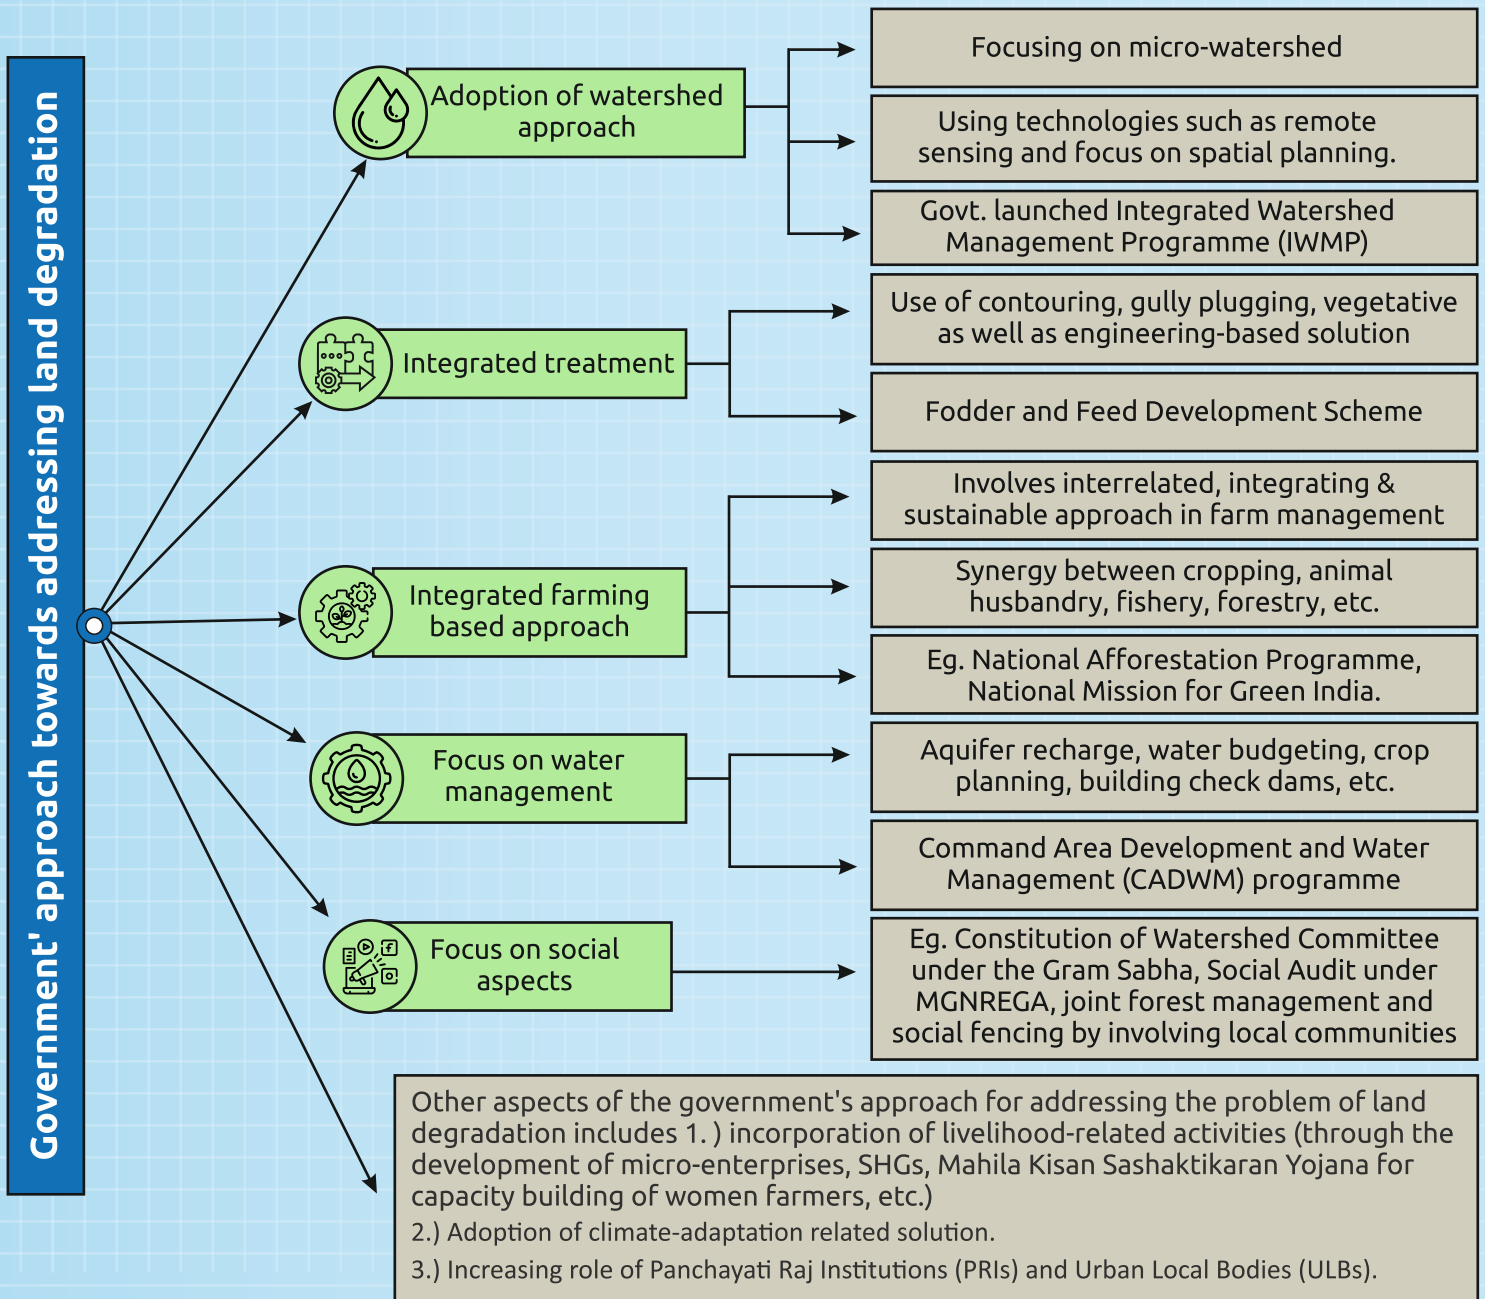 Government' approach towards addressing land degradation
Adoption of watershed
approach
Focusing on micro-watershed
Using technologies such as remote
sensing and focus on spatial planning.
Govt. launched Integrated Watershed
Management Programme (IWMP)
Integrated treatment
Use of contouring, gully plugging, vegetative
as well as engineering-based solution
Fodder and Feed Development Scheme
Integrated farming
based approach
Involves interrelated, integrating &
sustainable approach in farm management
Synergy between cropping, animal
husbandry, fishery, forestry, etc.
Eg. National Afforestation Programme,
National Mission for Green India.
Focus on water
management
Aquifer recharge, water budgeting, crop
planning, building check dams, etc.
Command Area Development and Water
Management (CADWM) programme
Focus on social
aspects
Eg. Constitution of Watershed Committee
under the Gram Sabha, Social Audit under
MGNREGA, joint forest management and
social fencing by involving local communities
Other aspects of the government's approach for addressing the problem of land
degradation includes 1. ) incorporation of livelihood-related activities (through the
development of micro-enterprises, SHGs, Mahila Kisan Sashaktikaran Yojana for
capacity building of women farmers, etc.)
2.) Adoption of climate-adaptation related solution.
3.) Increasing role of Panchayati Raj Institutions (PRIs) and Urban Local Bodies (ULBs).